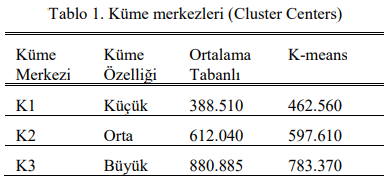 Tablo 1. Küme merkezleri (Cluster Centers)
Küme Merkezi Küme Özelliği Ortalama Tabanlı K-means
K1 Küçük 388.510 462.560
K2 Orta 612.040 597.610
K3 Büyük 880.885 783.370